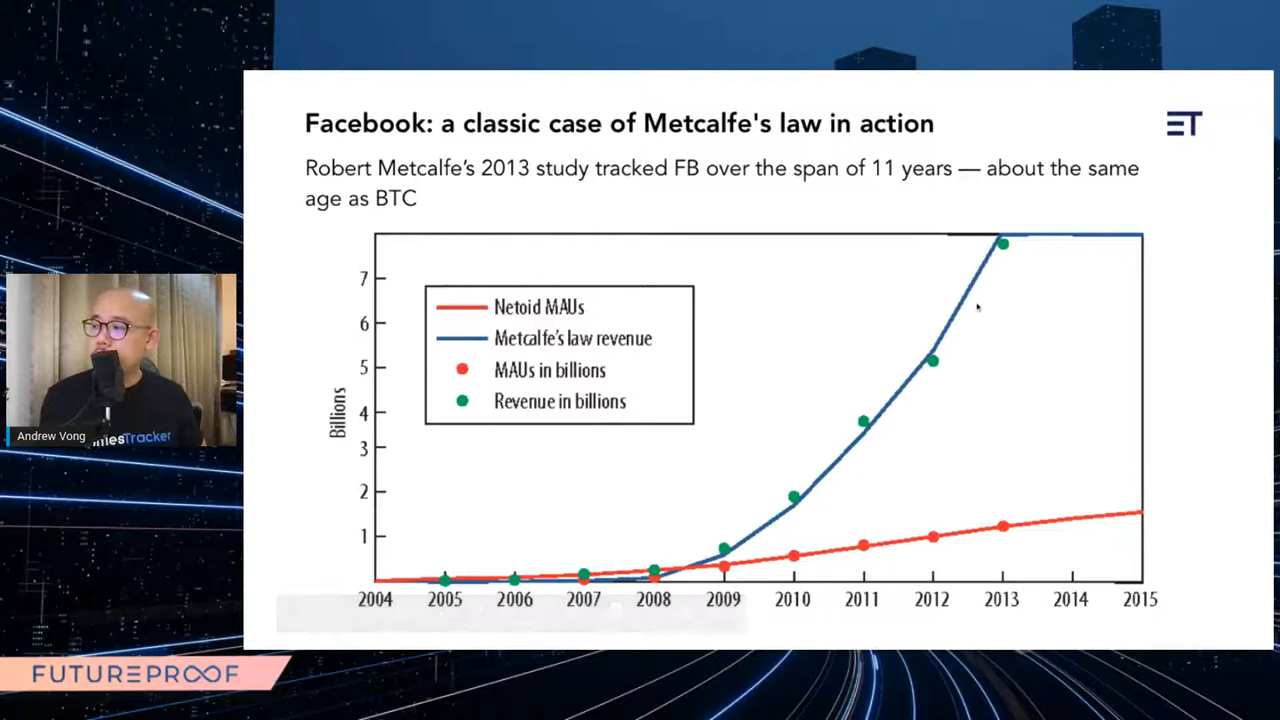 Facebook: a classic case of Metcalfe's law in action
ET
Robert Metcalfe’s 2013 study tracked FB over the span of 11 years — about the same
age as BTC
Billions
7
6
5
4
3
2
1
Netoid MAUs
Metcalfe’s law revenue
MAUs in billions
Revenue in billions
2004 2005 2006 2007 2008 2009 2010 2011 2012 2013 2014 2015
Andrew Vong
mesTracker
FUTUREPROOF